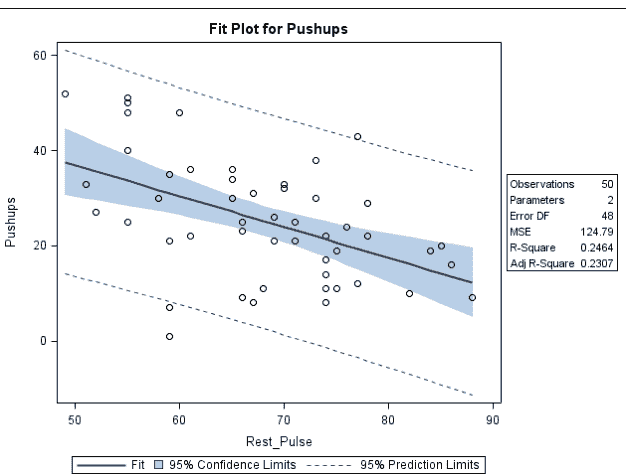 Fit Plot for Pushups
60
40
20
0
Pushups
50 60 70 80 90
Rest_Pulse
Observations 50
Parameters 2
Error DF 48
MSE 124.79
R-Square 0.2464
Adj R-Square 0.2307
Fit 95% Confidence Limits 95% Prediction Limits